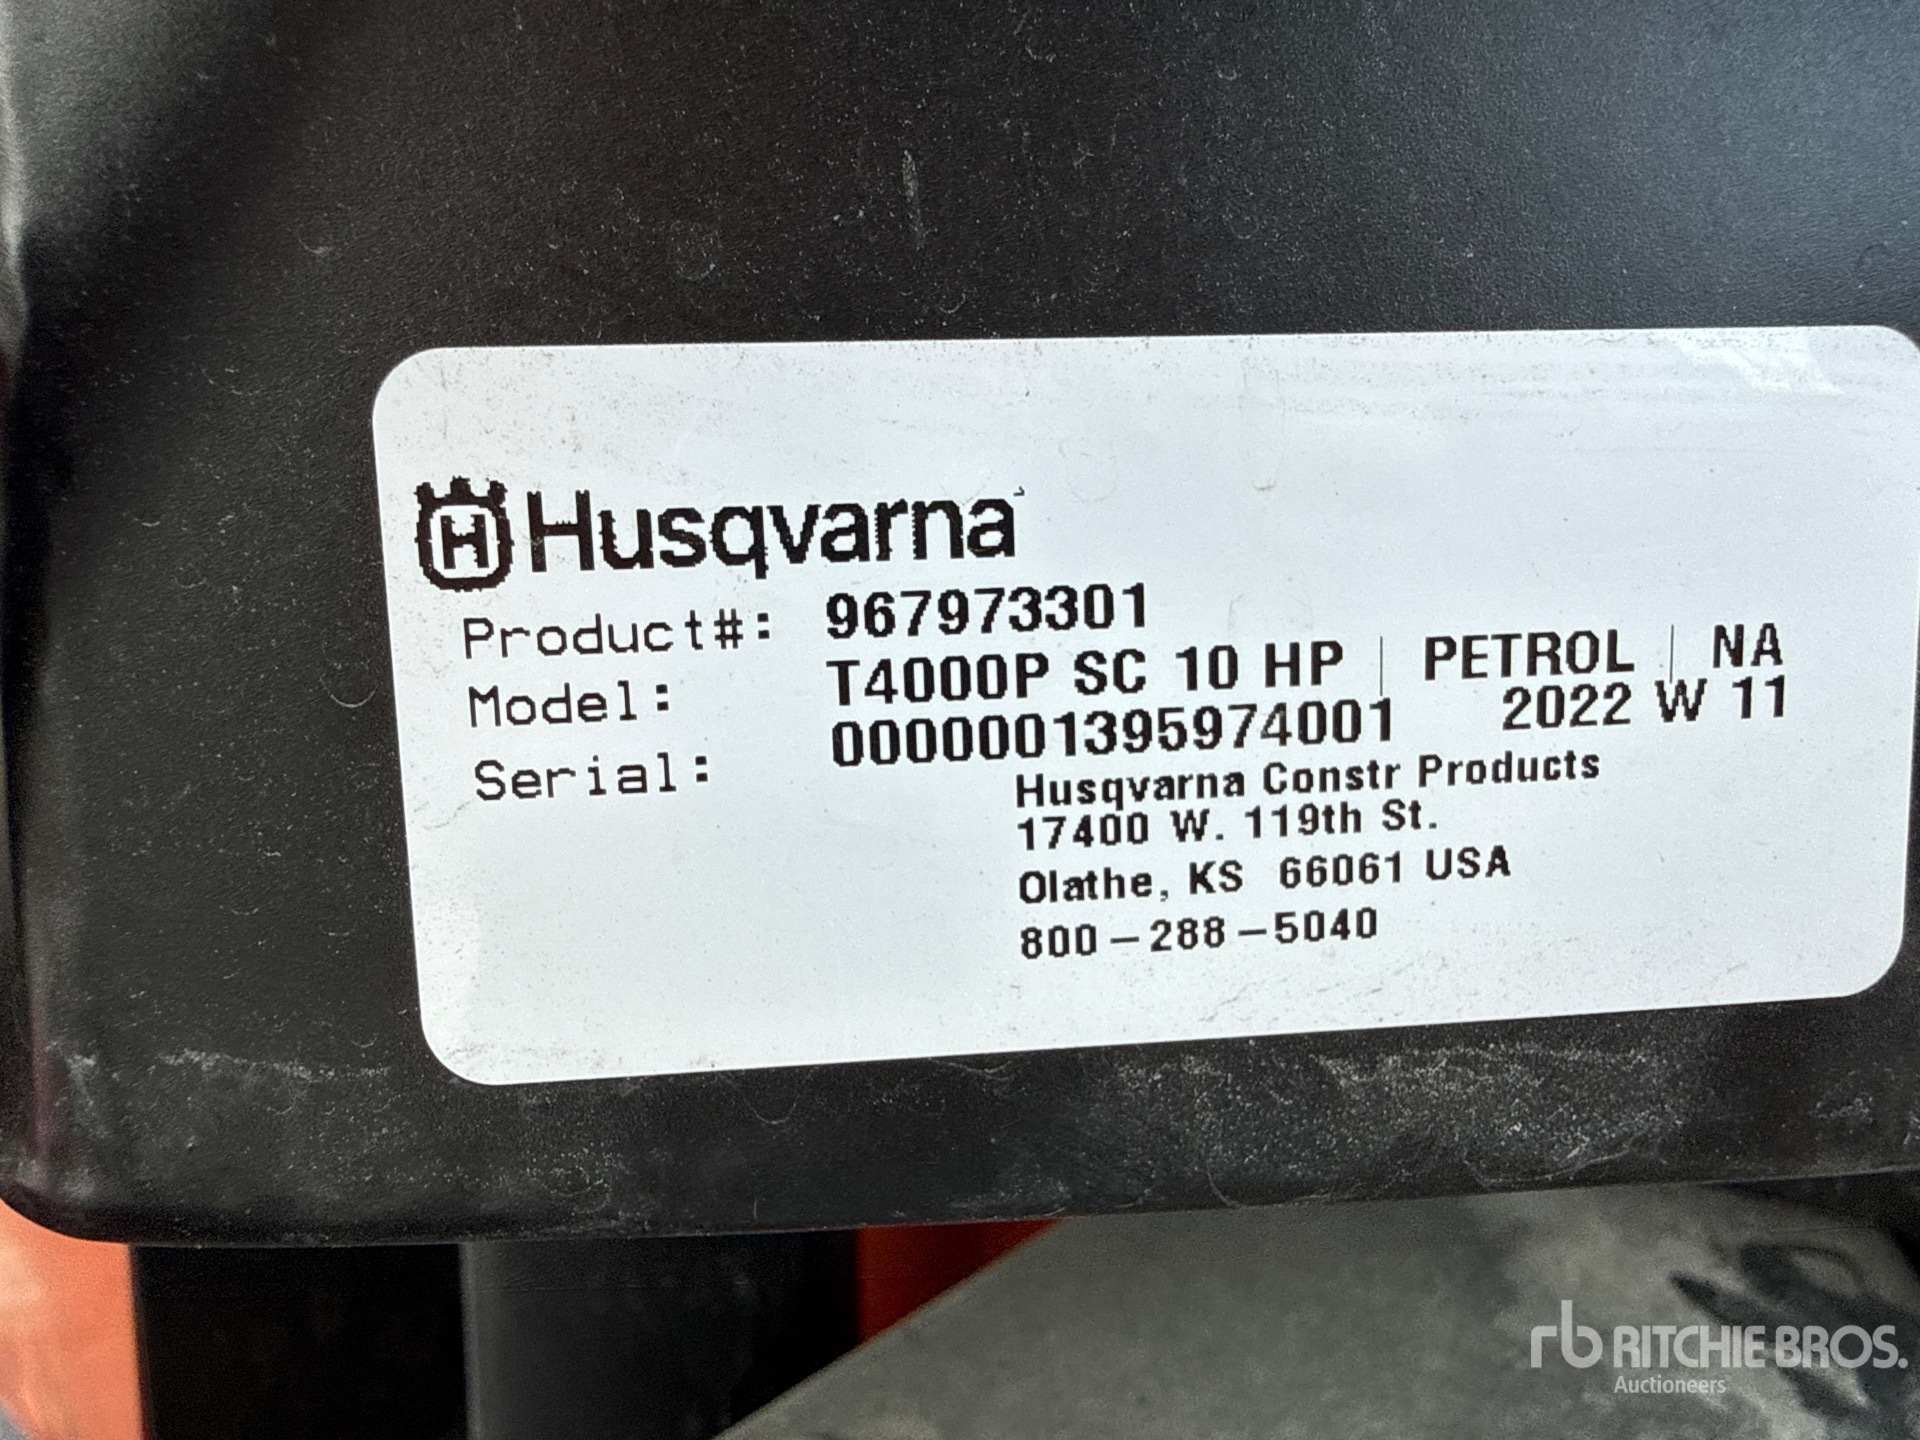 H Husqvarna
Product#: 967973301
Model: T4000P SC 10 HP | PETROL | NA
Serial: 0000001395974001 2022 W 11
Husqvarna Constr Products
17400 W. 119th St.
Olathe, KS 66061 USA
800-288-5040
rb RITCHIE BROS.
Auctioneers